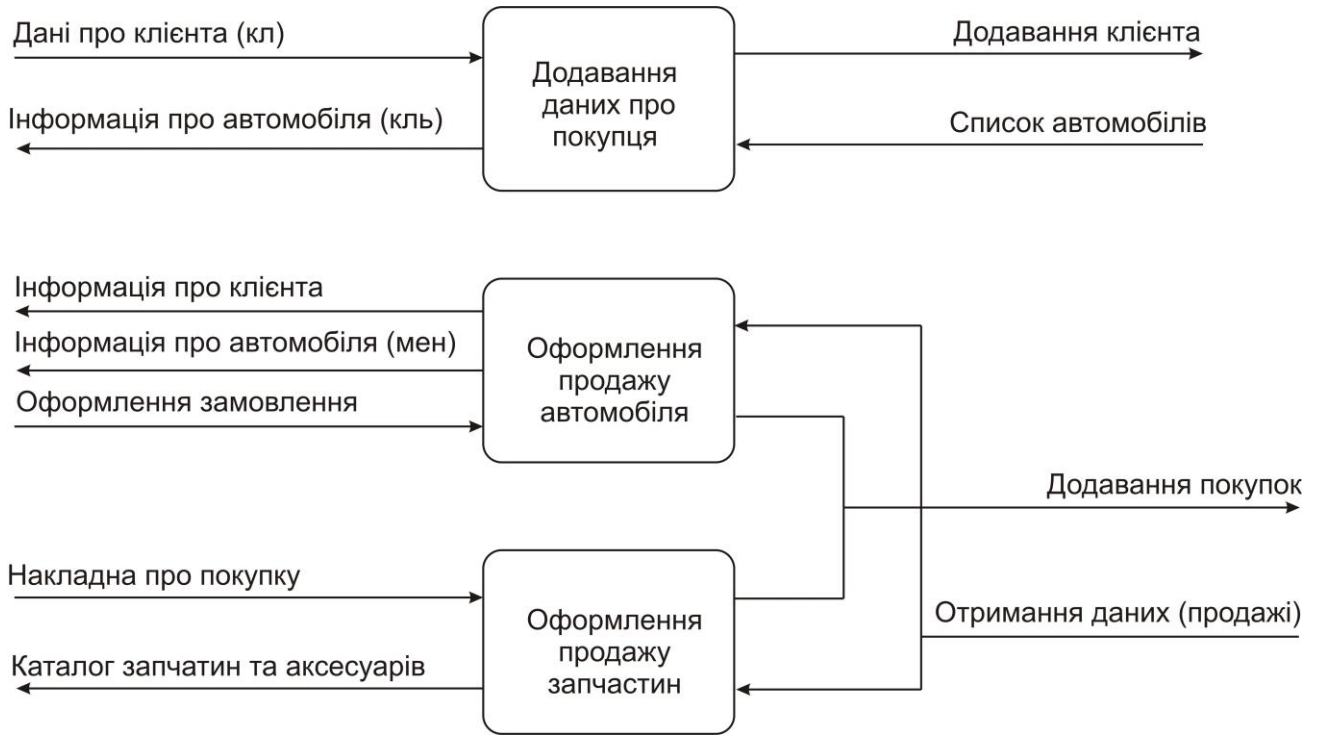 Дані про клієнта (кл)
Інформація про автомобіля (кль)
Додавання
даних про
покупця
Додавання клієнта
Список автомобілів
Інформація про клієнта
Інформація про автомобіля (мен)
Оформлення замовлення
Оформлення
продажу
автомобіля
Додавання покупок
Накладна про покупку
Каталог запчатин та аксесуарів
Оформлення
продажу
запчастин
Отримання даних (продажі)